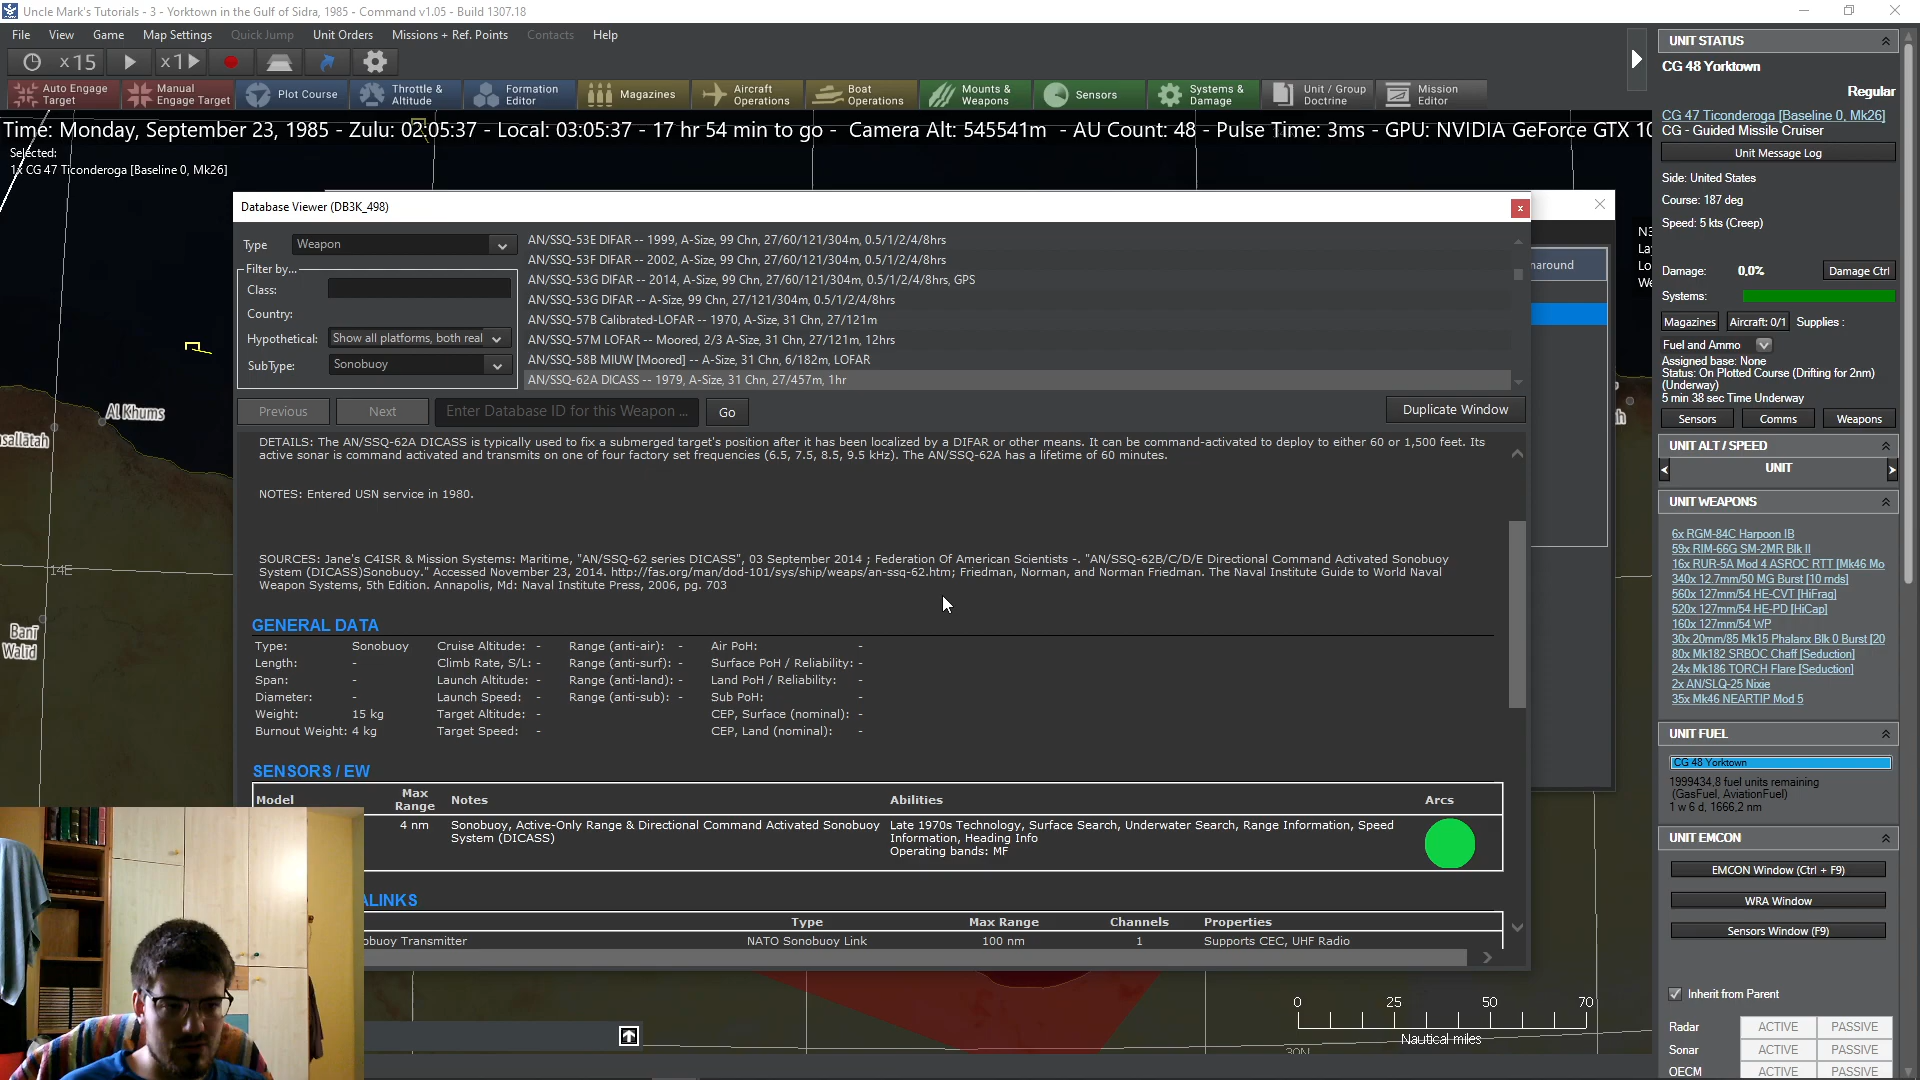 Uncle Mark's Tutorials - 3 - Yorktown in the Gulf of Sidra, 1985 - Command v1.05 - Build 1307.18
File View Game Map Settings Quick Jump Unit Orders Missions + Ref. Points Contacts Help
x15 x1
Auto Engage Target
Manual Engage Target
Plot Course
Throttle & Altitude
Formation Editor
Magazines
Aircraft Operations
Boat Operations
Mounts & Weapons
Sensors
Systems & Damage
Unit / Group Doctrine
Mission Editor
Time: Monday, September 23, 1985 - Zulu: 02:05:37 - Local: 03:05:37 - 17 hr 54 min to go - Camera Alt: 545541m - AU Count: 48 - Pulse Time: 3ms - GPU: NVIDIA GeForce GTX 10
Selected:
1x CG 47 Ticonderoga [Baseline 0, Mk26]
Al Khums
Banī
Walīd
14E
Database Viewer (DB3K_498)
Type Weapon
Filter by...
Class:
Country:
Hypothetical: Show all platforms, both real
SubType: Sonobuoy
AN/SSQ-53E DIFAR -- 1999, A-Size, 99 Chn, 27/60/121/304m, 0.5/1/2/4/8hrs
AN/SSQ-53F DIFAR -- 2002, A-Size, 99 Chn, 27/60/121/304m, 0.5/1/2/4/8hrs
AN/SSQ-53G DIFAR -- 2014, A-Size, 99 Chn, 27/60/121/304m, 0.5/1/2/4/8hrs, GPS
AN/SSQ-53G DIFAR -- A-Size, 99 Chn, 27/121/304m, 0.5/1/2/4/8hrs
AN/SSQ-57B Calibrated-LOFAR -- 1970, A-Size, 31 Chn, 27/121m
AN/SSQ-57M LOFAR -- Moored, 2/3 A-Size, 31 Chn, 27/121m, 12hrs
AN/SSQ-58B MIUW [Moored] -- A-Size, 31 Chn, 6/182m, LOFAR
AN/SSQ-62A DICASS -- 1979, A-Size, 31 Chn, 27/457m, 1hr
Previous Next Enter Database ID for this Weapon ... Go Duplicate Window
DETAILS: The AN/SSQ-62A DICASS is typically used to fix a submerged target's position after it has been localized by a DIFAR or other means. It can be command-activated to deploy to either 60 or 1,500 feet. Its
active sonar is command activated and transmits on one of four factory set frequencies (6.5, 7.5, 8.5, 9.5 kHz). The AN/SSQ-62A has a lifetime of 60 minutes.
NOTES: Entered USN service in 1980.
SOURCES: Jane's C4ISR & Mission Systems: Maritime, "AN/SSQ-62 series DICASS", 03 September 2014 ; Federation Of American Scientists -. "AN/SSQ-62B/C/D/E Directional Command Activated Sonobuoy
System (DICASS)Sonobuoy." Accessed November 23, 2014. http://fas.org/man/dod-101/sys/ship/weaps/an-ssq-62.htm; Friedman, Norman, and Norman Friedman. The Naval Institute Guide to World Naval
Weapon Systems, 5th Edition. Annapolis, Md: Naval Institute Press, 2006, pg. 703
GENERAL DATA
Type: Sonobuoy Cruise Altitude: - Range (anti-air): - Air PoH: -
Length: - Climb Rate, S/L: - Range (anti-surf): - Surface PoH / Reliability: -
Span: - Launch Altitude: - Range (anti-land): - Land PoH / Reliability: -
Diameter: - Launch Speed: - Range (anti-sub): - Sub PoH: -
Weight: 15 kg Target Altitude: - CEP, Surface (nominal): -
Burnout Weight: 4 kg Target Speed: - CEP, Land (nominal): -
SENSORS / EW
Model Max Range Notes Abilities Arcs
4 nm Sonobuoy, Active-Only Range & Directional Command Activated Sonobuoy Late 1970s Technology, Surface Search, Underwater Search, Range Information, Speed
System (DICASS) Information, Heading Info
Operating bands: MF
ALINKS
Type Max Range Channels Properties
obuoy Transmitter NATO Sonobuoy Link 100 nm 1 Supports CEC, UHF Radio
0 25 50 70
Nautical miles
30N
UNIT STATUS
CG 48 Yorktown
Regular
CG 47 Ticonderoga [Baseline 0, Mk26]
CG - Guided Missile Cruiser
Unit Message Log
Side: United States
Course: 187 deg
Speed: 5 kts (Creep)
Damage: 0,0% Damage Ctrl
Systems:
Magazines Aircraft: 0/1 Supplies :
Fuel and Ammo
Assigned base: None
Status: On Plotted Course (Drifting for 2nm)
(Underway)
5 min 38 sec Time Underway
Sensors Comms Weapons
UNIT ALT / SPEED
< UNIT >
UNIT WEAPONS
6x RGM-84C Harpoon IB
59x RIM-66G SM-2MR Blk II
16x RUR-5A Mod 4 ASROC RTT [Mk46 Mo
340x 12.7mm/50 MG Burst [10 rnds]
560x 127mm/54 HE-CVT [HiFrag]
520x 127mm/54 HE-PD [HiCap]
160x 127mm/54 WP
30x 20mm/85 Mk15 Phalanx Blk 0 Burst [20
80x Mk182 SRBOC Chaff [Seduction]
24x Mk186 TORCH Flare [Seduction]
2x AN/SLQ-25 Nixie
35x Mk46 NEARTIP Mod 5
UNIT FUEL
CG 48 Yorktown
1999434,8 fuel units remaining
(GasFuel, AviationFuel)
1 w 6 d, 1666,2 nm
UNIT EMCON
EMCON Window (Ctrl + F9)
WRA Window
Sensors Window (F9)
Inherit from Parent
Radar ACTIVE PASSIVE
Sonar ACTIVE PASSIVE
OECM ACTIVE PASSIVE